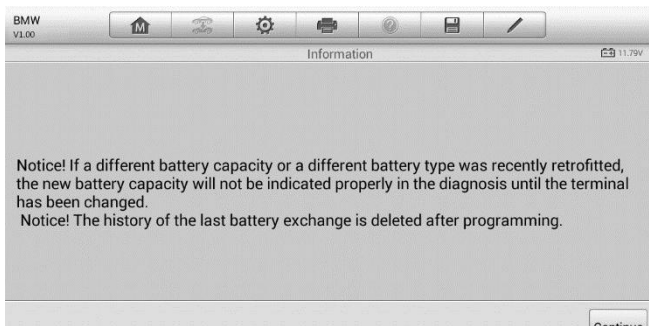 BMW
V1.00
M
Information
11.79V
Notice! If a different battery capacity or a different battery type was recently retrofitted,
the new battery capacity will not be indicated properly in the diagnosis until the terminal
has been changed.
Notice! The history of the last battery exchange is deleted after programming.
Continue